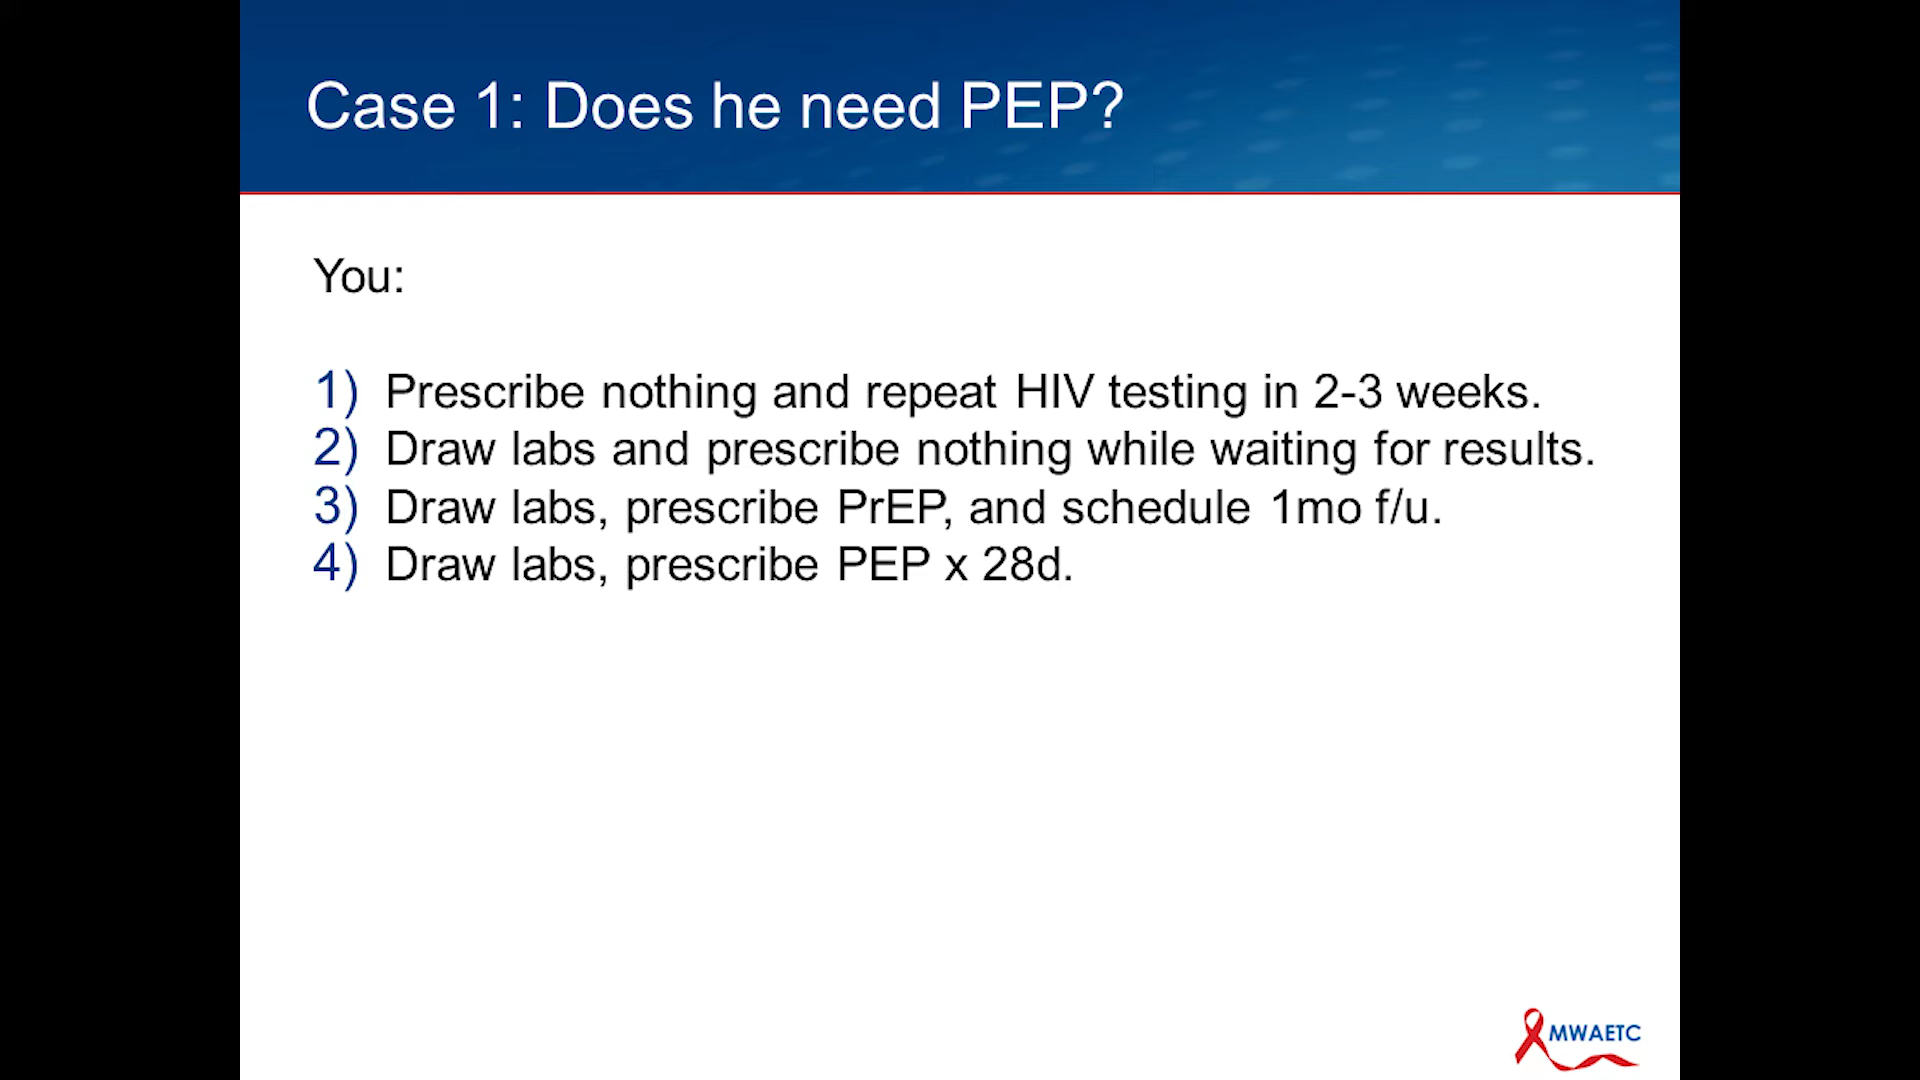 Case 1: Does he need PEP?
You:
1) Prescribe nothing and repeat HIV testing in 2-3 weeks.
2) Draw labs and prescribe nothing while waiting for results.
3) Draw labs, prescribe PrEP, and schedule 1mo f/u.
4) Draw labs, prescribe PEP x 28d.
MWAETC